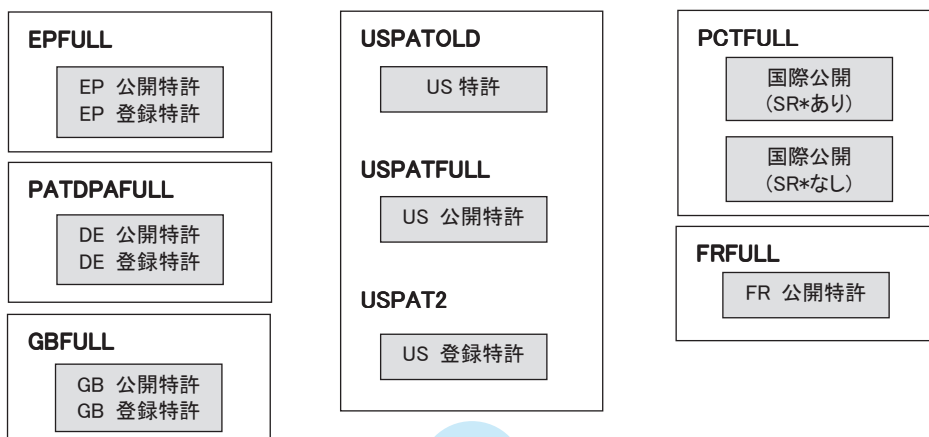 EPFULL
EP 公開特許
EP 登録特許
PATDPAFULL
DE 公開特許
DE 登録特許
GBFULL
GB 公開特許
GB 登録特許
USPATOLD
US 特許
USPATFULL
US 公開特許
USPAT2
US 登録特許
PCTFULL
国際公開
(SR*あり)
国際公開
(SR*なし)
FRFULL
FR 公開特許